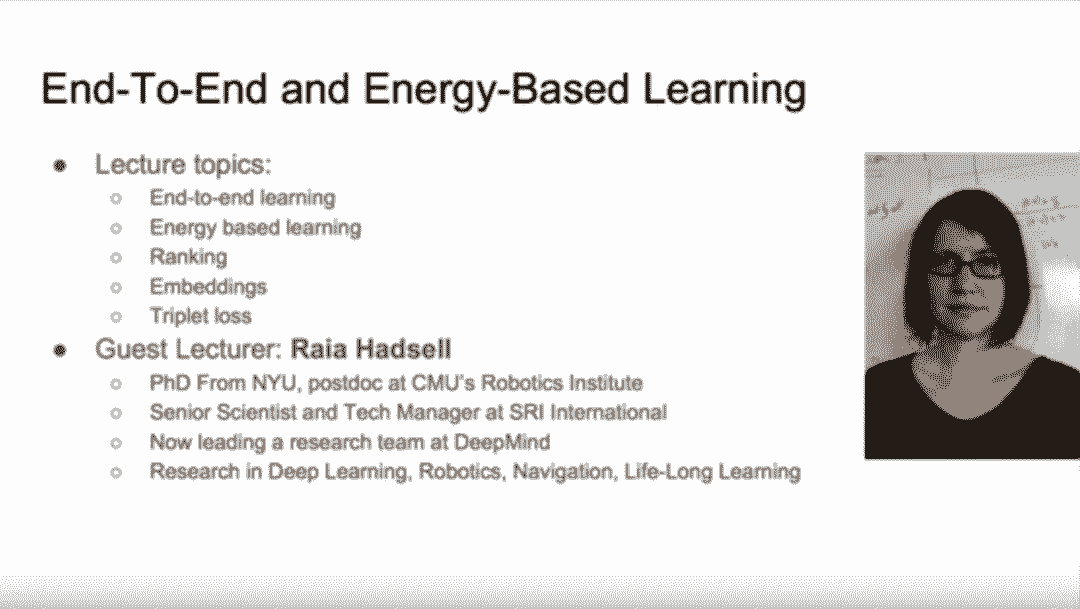 End-To-End and Energy-Based Learning
● Lecture topics:
○ End-to-end learning
○ Energy based learning
○ Ranking
○ Embeddings
○ Triplet loss
● Guest Lecturer: Raia Hadsell
○ PhD From NYU, postdoc at CMU's Robotics Institute
○ Senior Scientist and Tech Manager at SRI International
○ Now leading a research team at DeepMind
○ Research in Deep Learning, Robotics, Navigation, Life-Long Learning